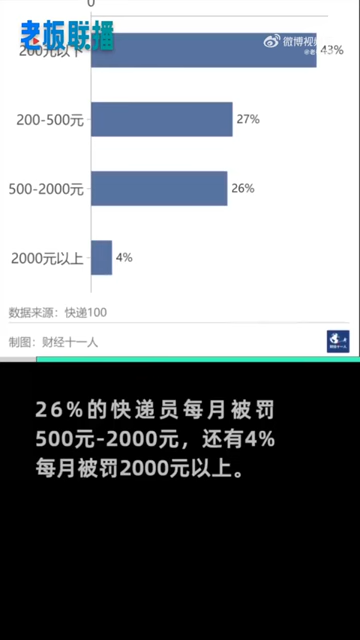 0
老板联播
200元以下 43%
微博视频
200-500元 27%
500-2000元 26%
2000元以上 4%
数据来源：快递100
制图：财经十一人
26%的快递员每月被罚
500元-2000元，还有4%
每月被罚2000元以上。